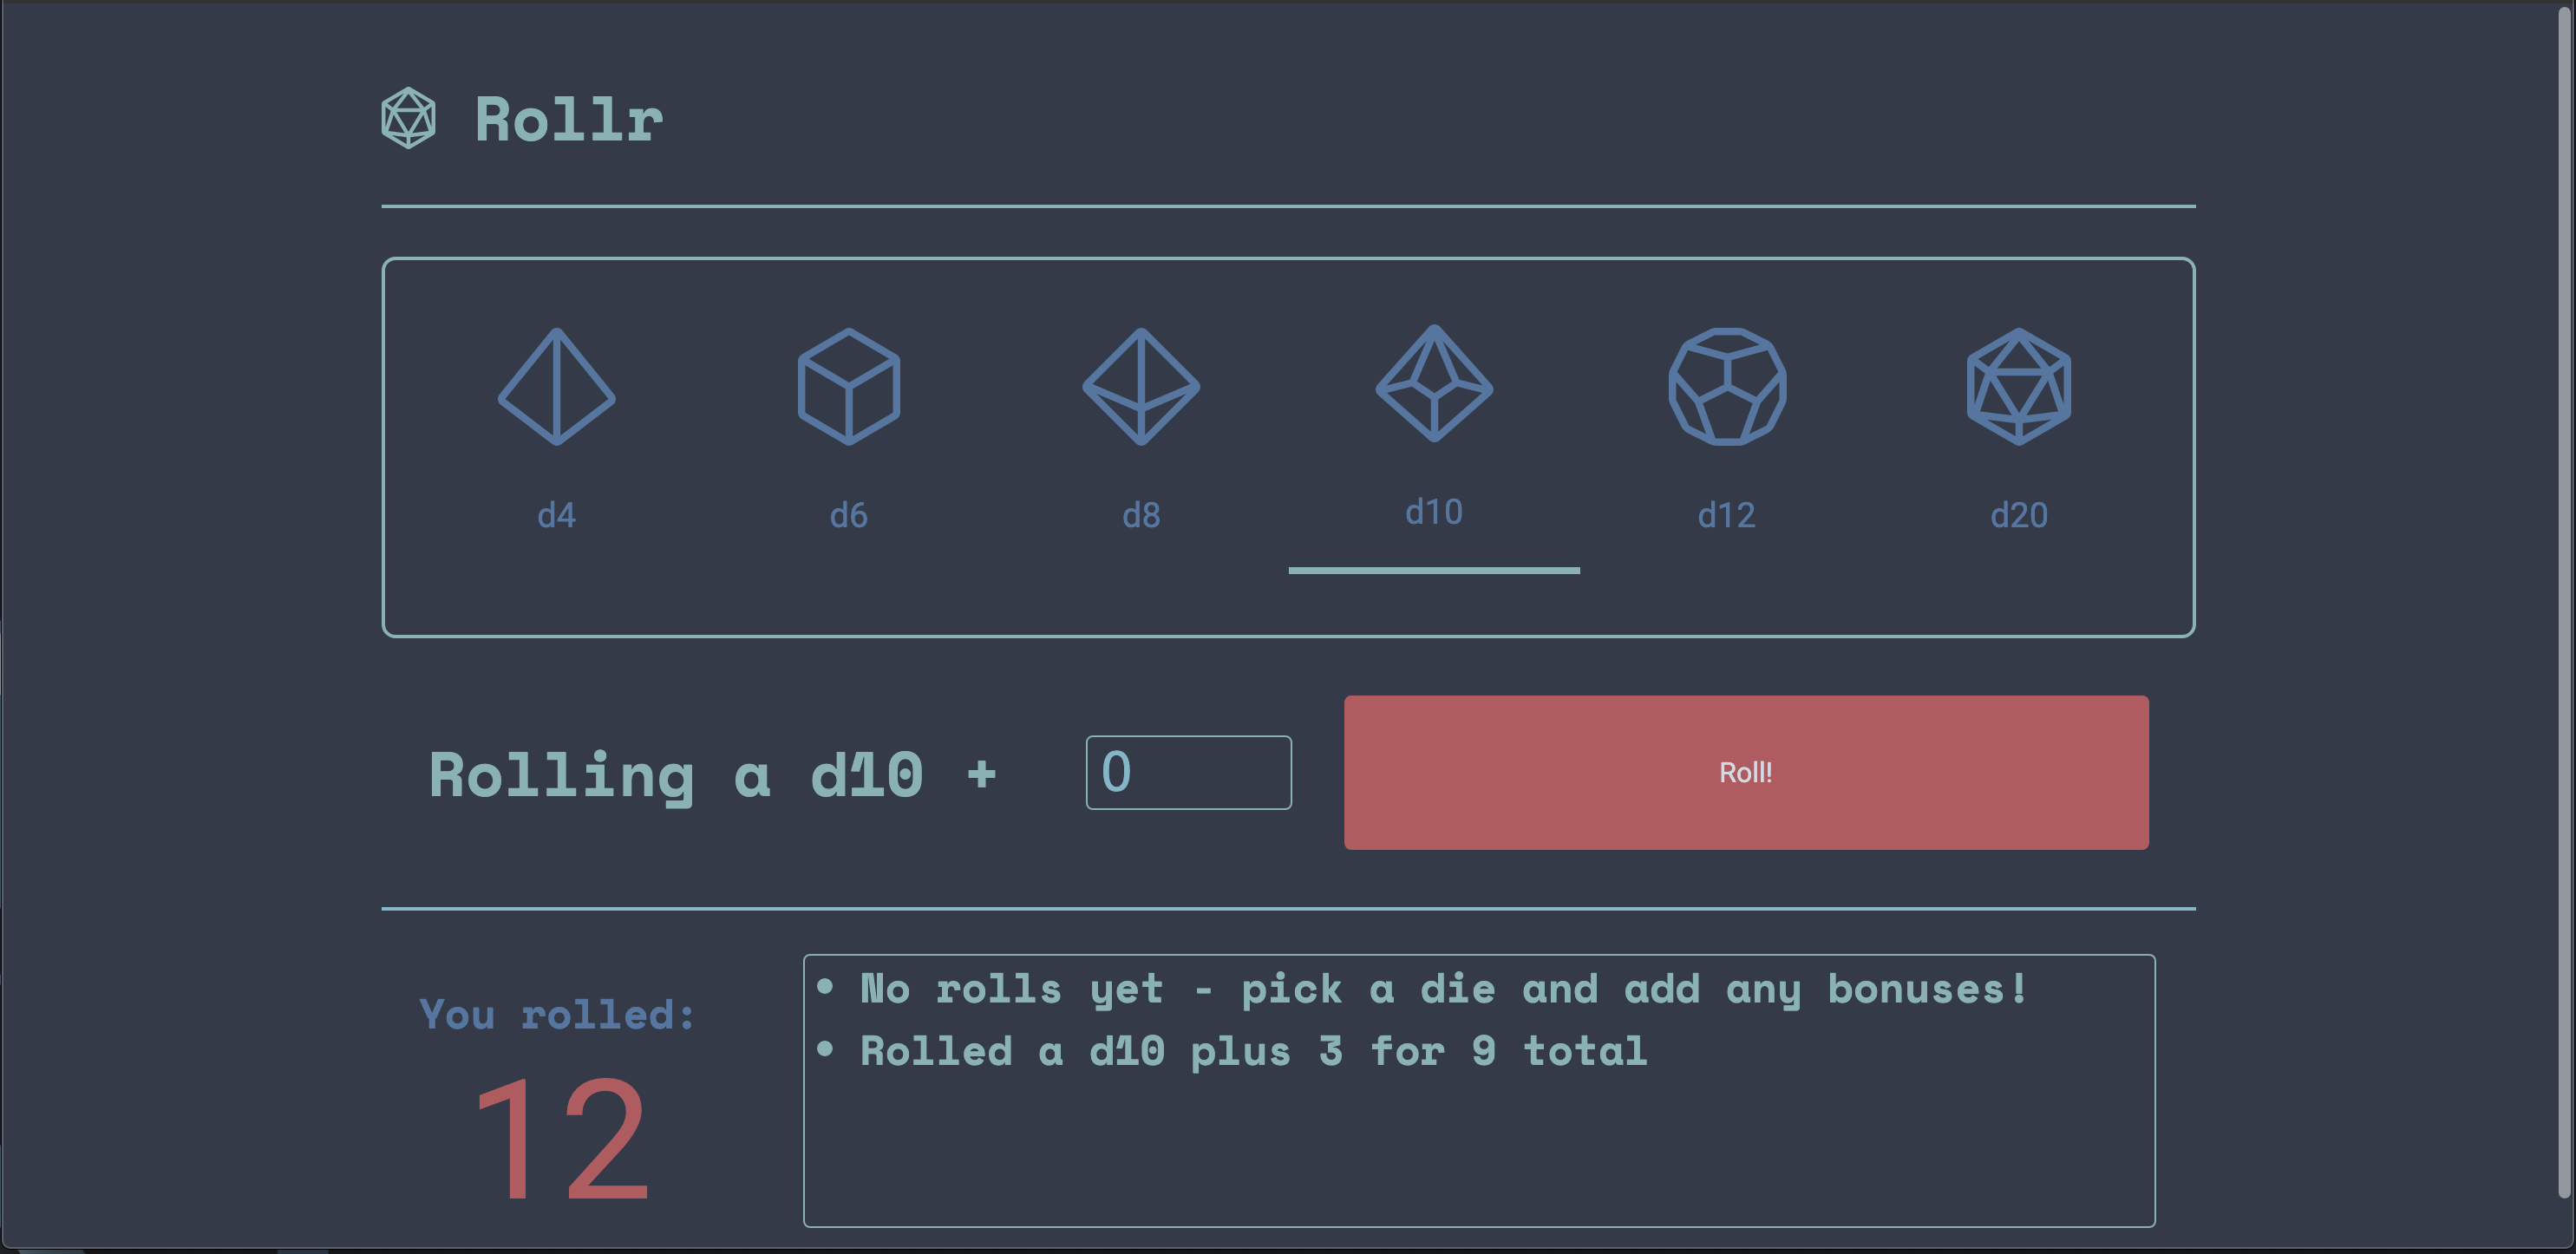 Rollr
d4 d6 d8 d10 d12 d20
Rolling a d10 + 0 Roll!
You rolled:
12
• No rolls yet - pick a die and add any bonuses!
• Rolled a d10 plus 3 for 9 total